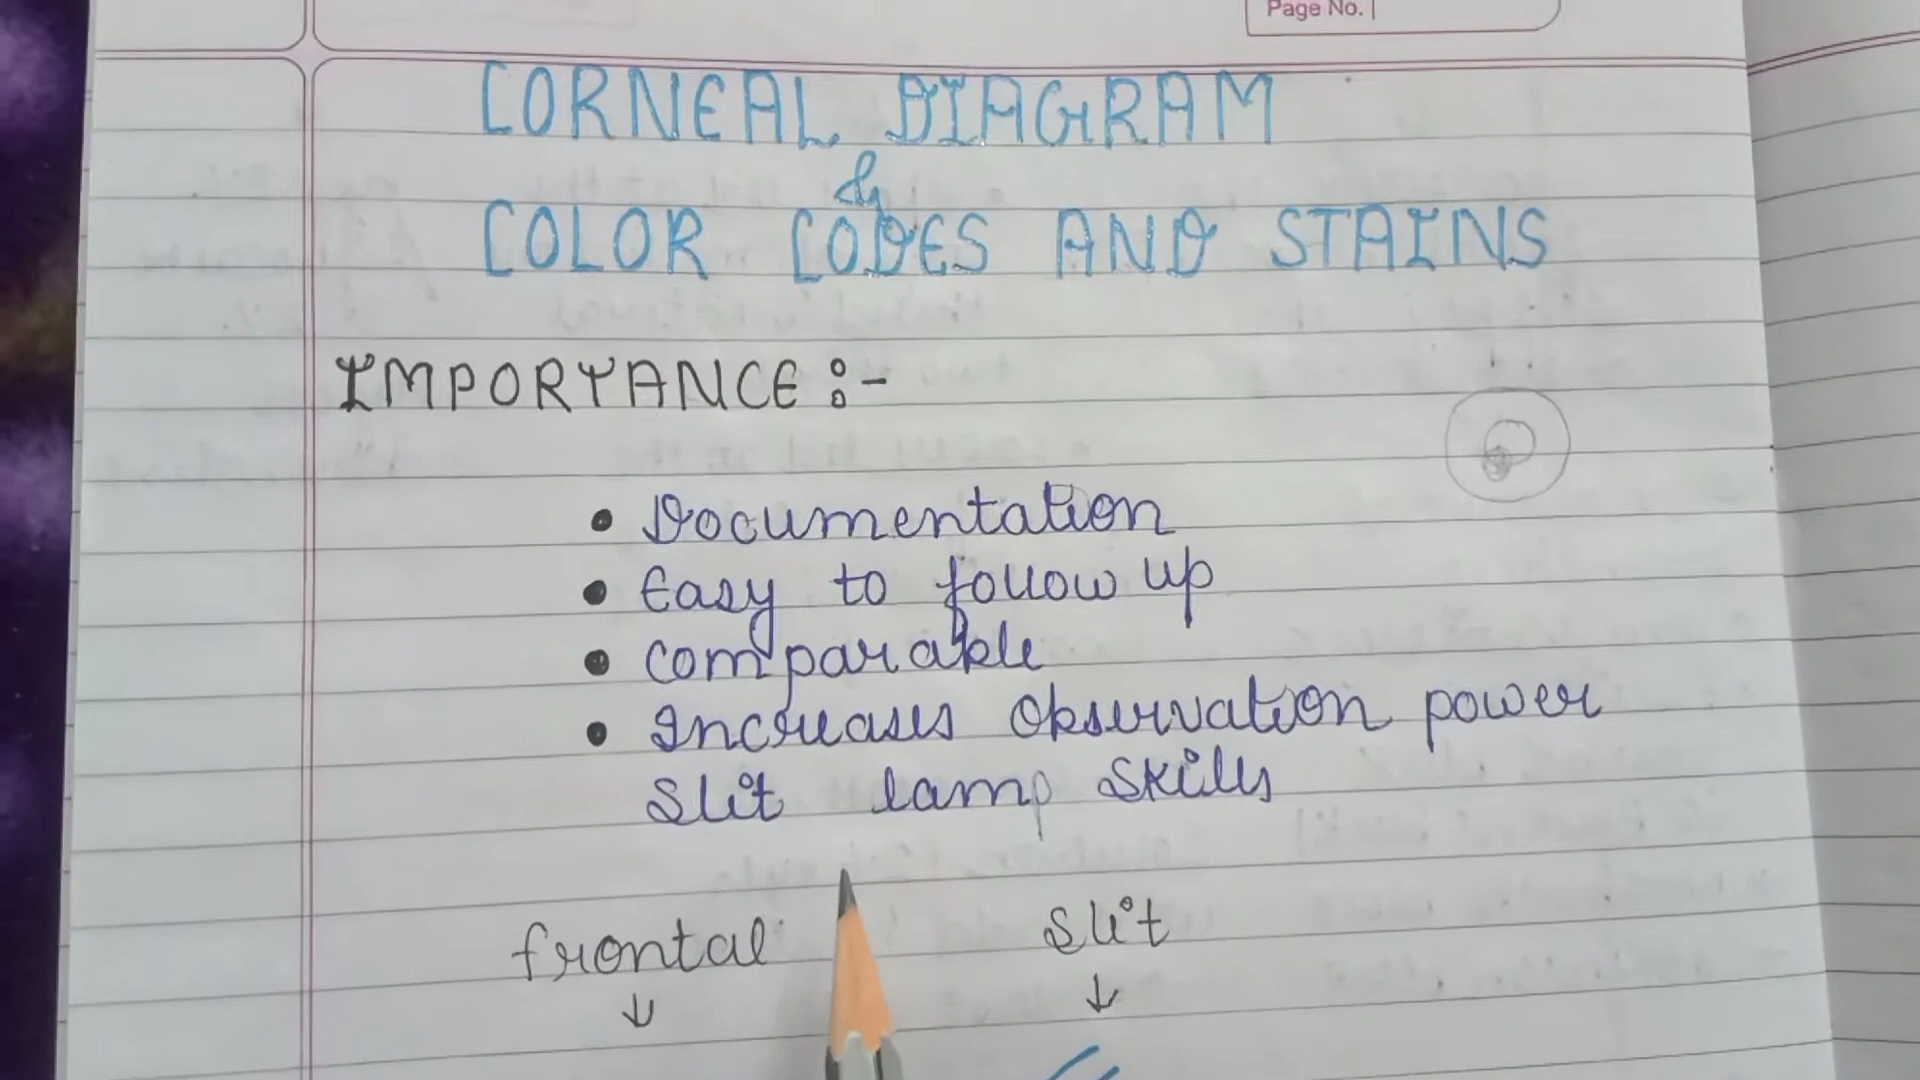 Page No.
CORNEAL DIAGRAM
&
COLOR CODES AND STAINS
IMPORTANCE :-
• Documentation
• Easy to follow up
• comparable
• Increases Observation power
Slit lamp skills
frontal Slit
↓ ↓